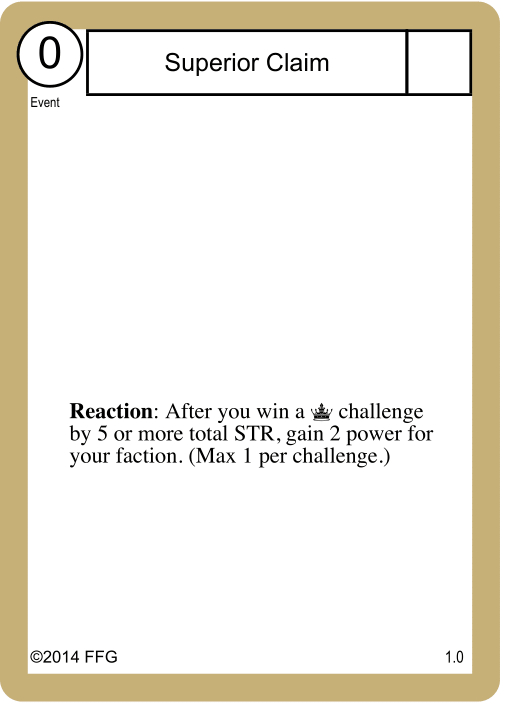 0
Superior Claim
Event
Reaction: After you win a challenge
by 5 or more total STR, gain 2 power for
your faction. (Max 1 per challenge.)
©2014 FFG
1.0